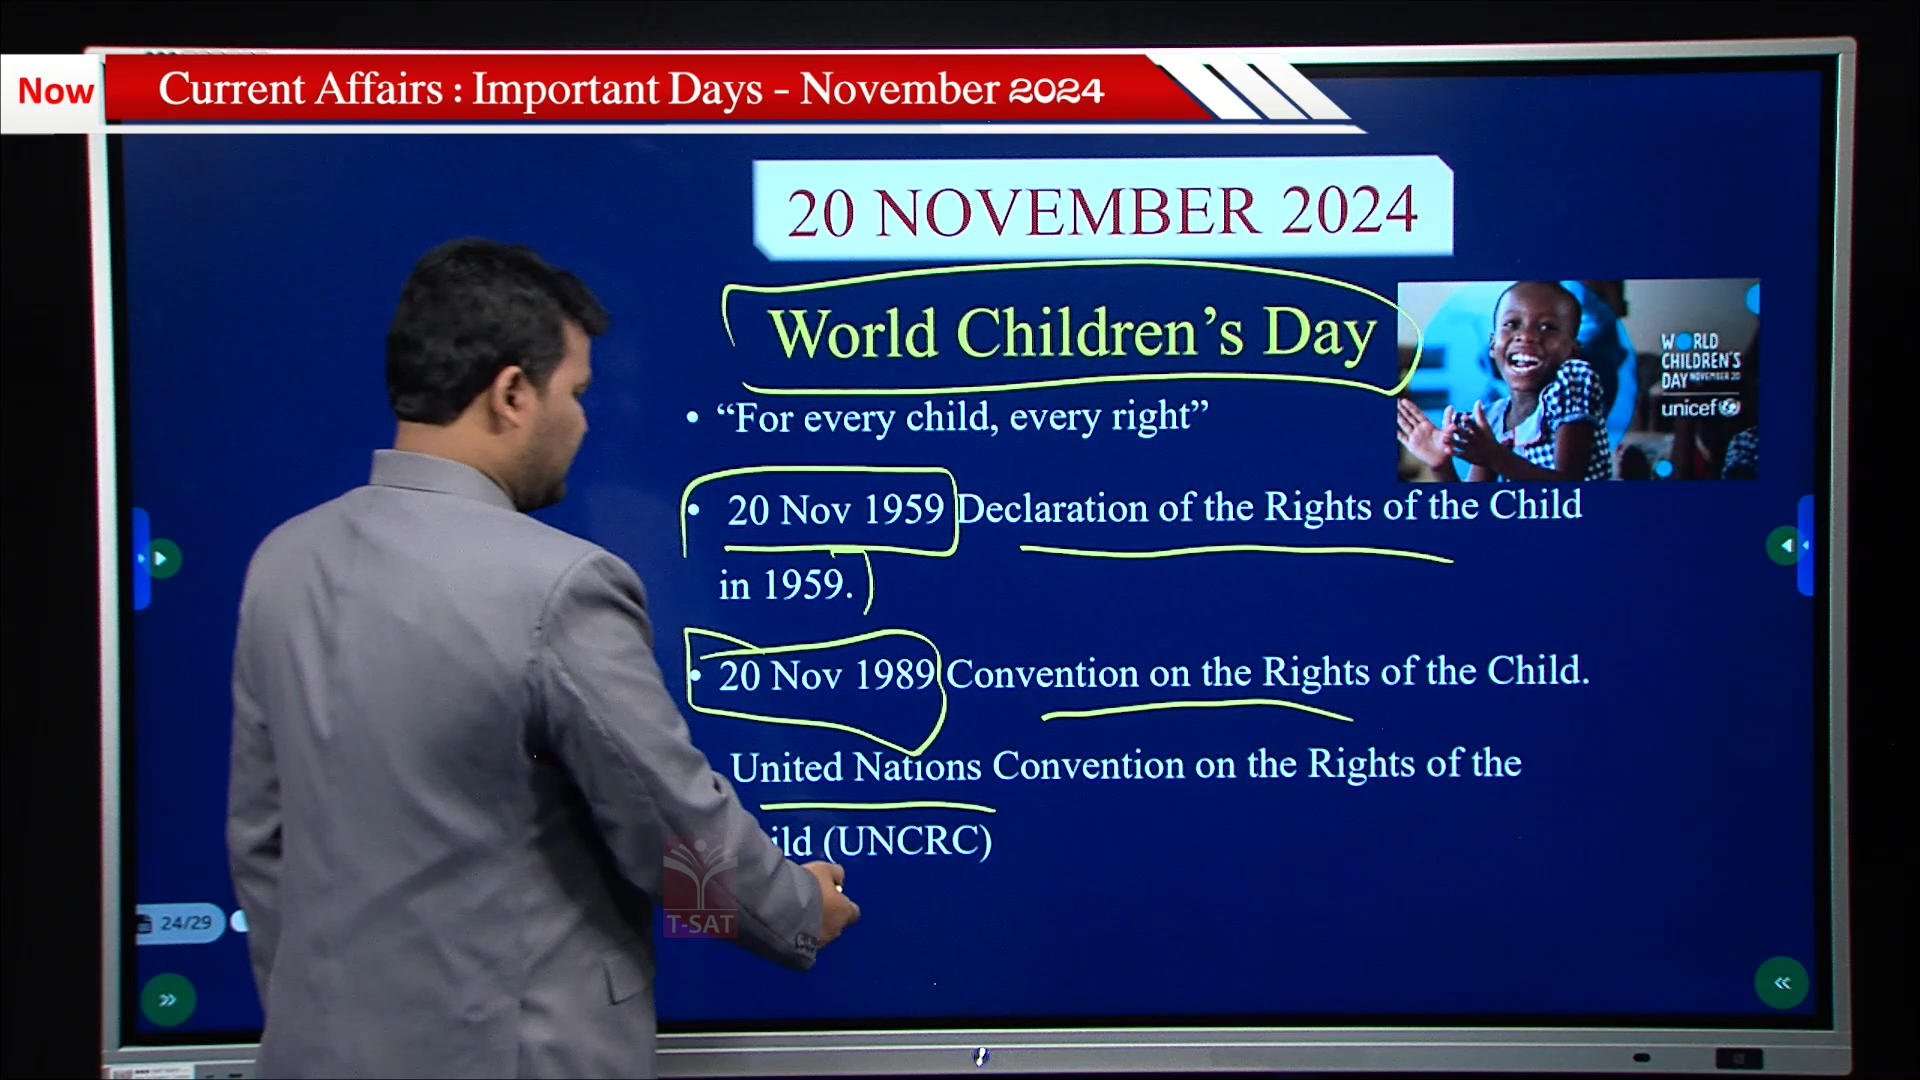 Now
Current Affairs : Important Days - November 2024
20 NOVEMBER 2024
World Children’s Day
• “For every child, every right”
WORLD
CHILDREN'S
DAY NOVEMBER 20
unicef
• 20 Nov 1959 Declaration of the Rights of the Child
in 1959.
• 20 Nov 1989 Convention on the Rights of the Child.
United Nations Convention on the Rights of the
ild (UNCRC)
T-SAT
24/29